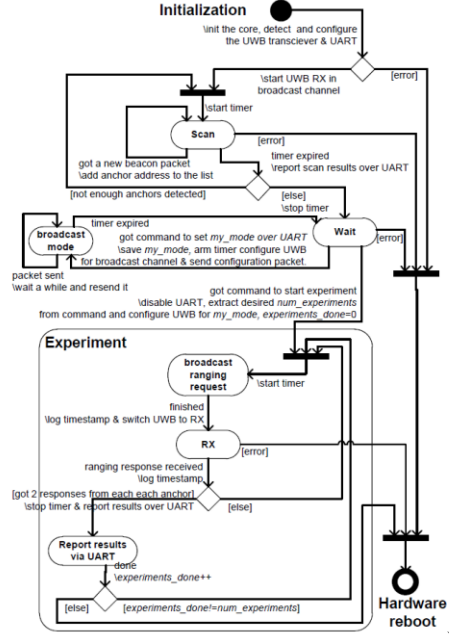 Initialization
\init the core, detect and configure
the UWB transciever & UART
\start UWB RX in
broadcast channel
[error]
\start timer
Scan
[error]
got a new beacon packet
\add anchor address to the list
timer expired
\report scan results over UART
[not enough anchors detected]
[else]
\stop timer
broadcast
mode
timer expired
Wait
got command to set my_mode over UART
\save my_mode, arm timer configure UWB
for broadcast channel & send configuration packet.
[error]
packet sent
\wait a while and resend it
got command to start experiment
\disable UART, extract desired num_experiments
from command and configure UWB for my_mode, experiments_done=0
Experiment
broadcast
ranging
request
\start timer
finished
\log timestamp & switch UWB to RX
RX
[error]
ranging response received
\log timestamp
[got 2 responses from each each anchor]
\stop timer & report results over UART
[else]
Report results
via UART
done
\experiments_done++
[else]
[experiments_done!=num_experiments]
Hardware
reboot